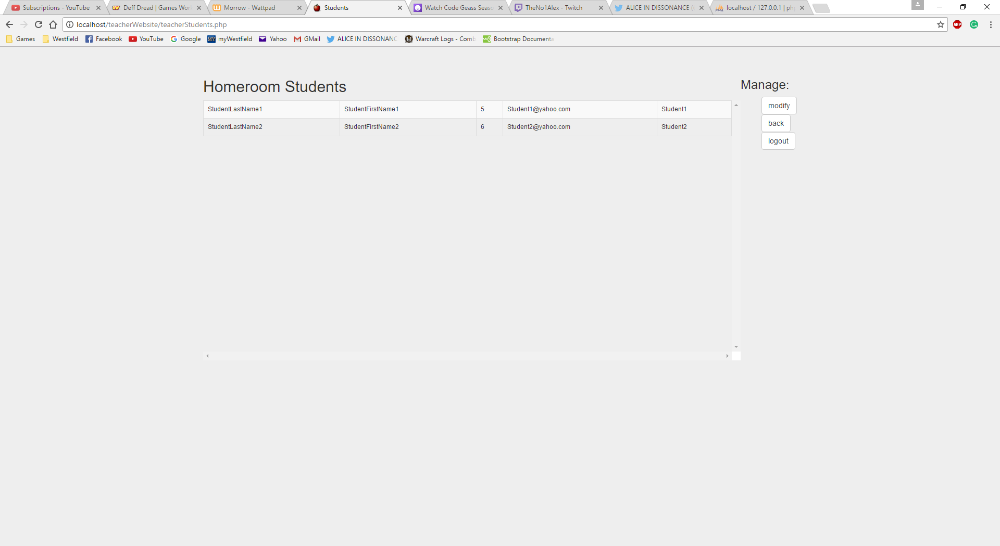 Subscriptions - YouTube
Deff Dread | Games Wor
Morrow - Wattpad
Students
Watch Code Geass Seaso
TheNo1Alex - Twitch
ALICE IN DISSONANCE (
localhost / 127.0.0.1 | ph
localhost/teacherWebsite/teacherStudents.php
ABP
Games Westfield Facebook YouTube Google myWestfield Yahoo GMail ALICE IN DISSONANC Warcraft Logs - Comb Bootstrap Documenta
Homeroom Students
StudentLastName1 StudentFirstName1 5 Student1@yahoo.com Student1
StudentLastName2 StudentFirstName2 6 Student2@yahoo.com Student2
Manage:
modify
back
logout